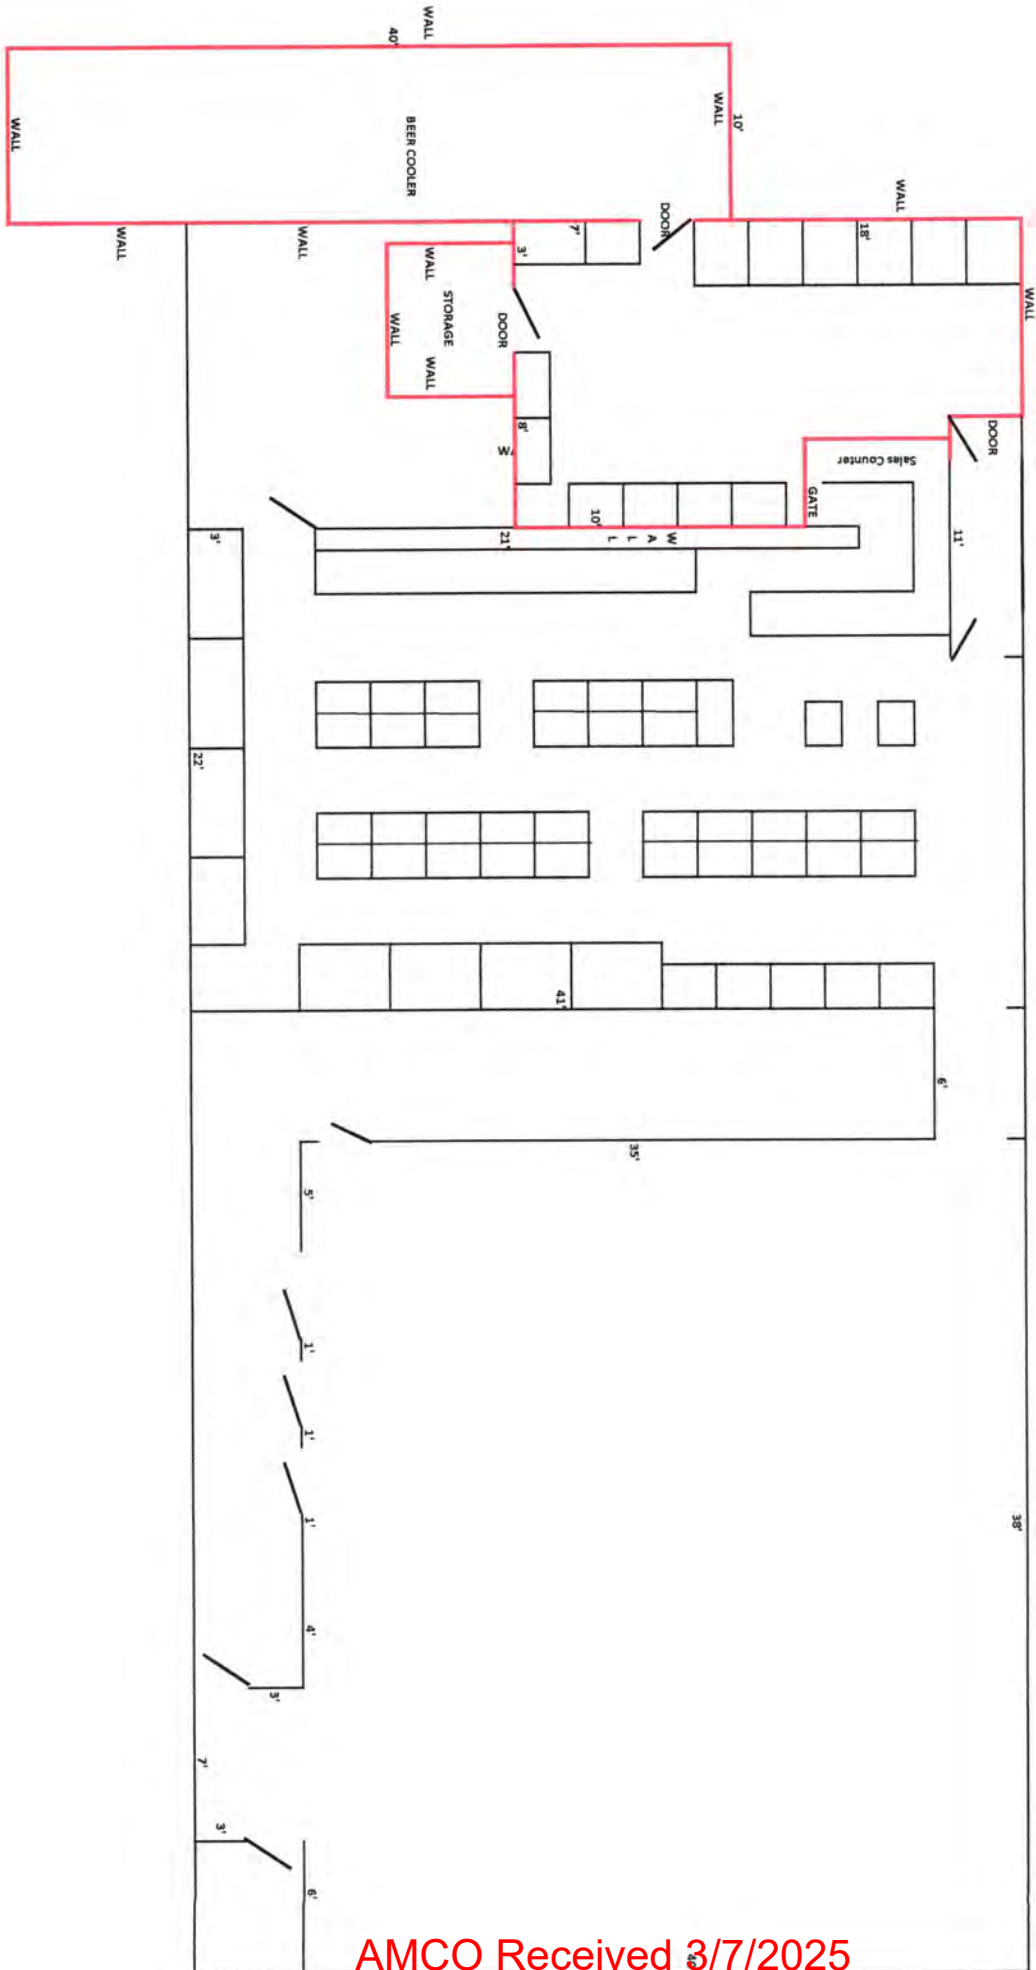 WALL
40'
WALL
10'
WALL
BEER COOLER
WALL
WALL
WALL
DOOR
7'
3'
18'
WALL
WALL
WALL
STORAGE
WALL
WALL
DOOR
8'
DOOR
Sales Counter
GATE
10'
W
A
L
L
21'
11'
3'
22'
41'
6'
35'
5'
1'
1'
1'
38'
4'
3'
7'
3'
6'
AMCO Received 3/7/2025